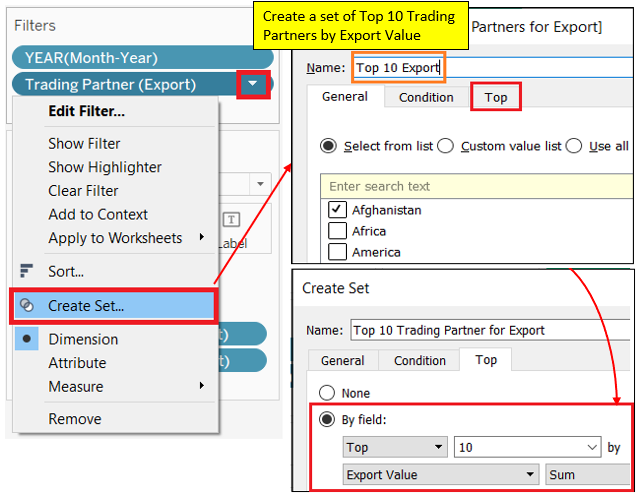 Filters
YEAR(Month-Year)
Trading Partner (Export)
Edit Filter...
Show Filter
Show Highlighter
Clear Filter
Add to Context
Apply to Worksheets
Sort...
Create Set...
Dimension
Attribute
Measure
Remove
T
Label
t)
t)
Create a set of Top 10 Trading
Partners by Export Value
Partners for Export]
Name: Top 10 Export
General Condition Top
Select from list Custom value list Use all
Enter search text
Afghanistan
Africa
America
Create Set
Name: Top 10 Trading Partner for Export
General Condition Top
None
By field:
Top 10 by
Export Value Sum